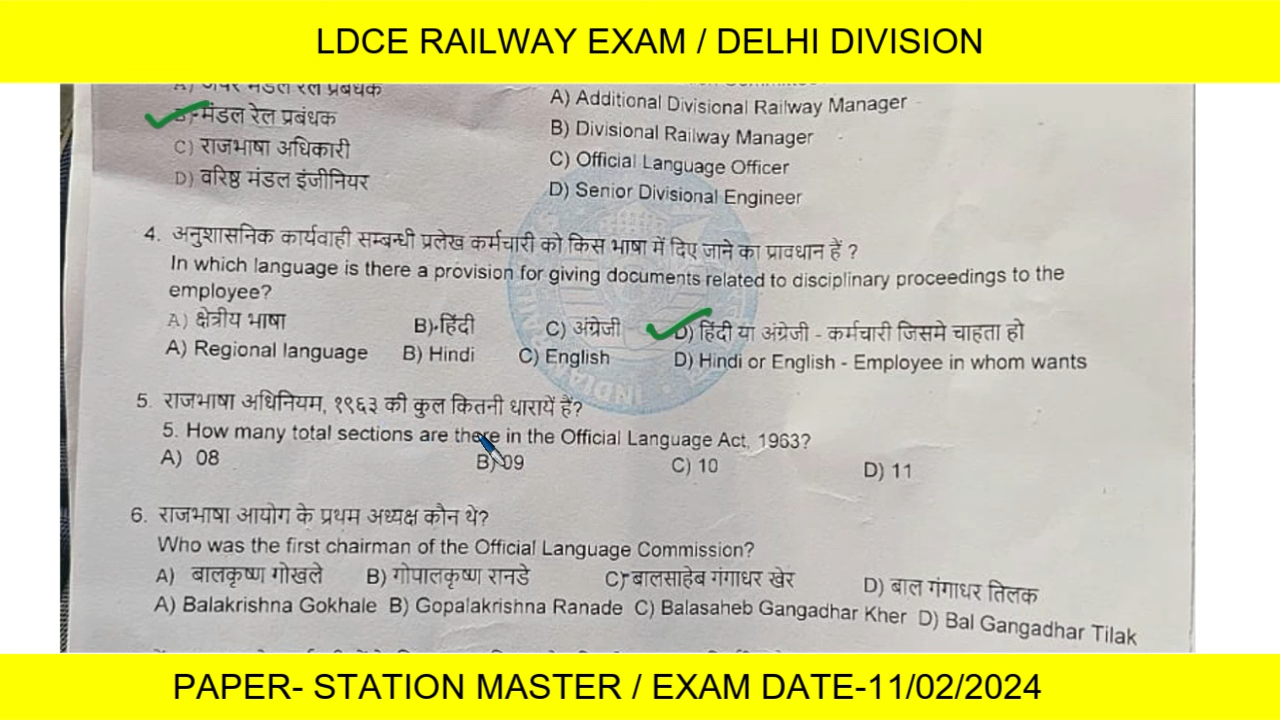 LDCE RAILWAY EXAM / DELHI DIVISION
A) Additional Divisional Railway Manager
मंडल रेल प्रबंधक
B) Divisional Railway Manager
C) राजभाषा अधिकारी
C) Official Language Officer
D) वरिष्ठ मंडल इंजीनियर
D) Senior Divisional Engineer
4. अनुशासनिक कार्यवाही सम्बन्धी प्रलेख कर्मचारी को किस भाषा में दिए जाने का प्रावधान हैं ?
In which language is there a provision for giving documents related to disciplinary proceedings to the
employee?
A) क्षेत्रीय भाषा B) हिंदी C) अंग्रेजी D) हिंदी या अंग्रेजी - कर्मचारी जिसमे चाहता हो
A) Regional language B) Hindi C) English D) Hindi or English - Employee in whom wants
5. राजभाषा अधिनियम, १९६३ की कुल कितनी धारायें हैं?
5. How many total sections are there in the Official Language Act, 1963?
A) 08 B) 09 C) 10 D) 11
6. राजभाषा आयोग के प्रथम अध्यक्ष कौन थे?
Who was the first chairman of the Official Language Commission?
A) बालकृष्ण गोखले B) गोपालकृष्ण रानडे C) बालसाहेब गंगाधर खेर D) बाल गंगाधर तिलक
A) Balakrishna Gokhale B) Gopalakrishna Ranade C) Balasaheb Gangadhar Kher D) Bal Gangadhar Tilak
PAPER- STATION MASTER / EXAM DATE-11/02/2024